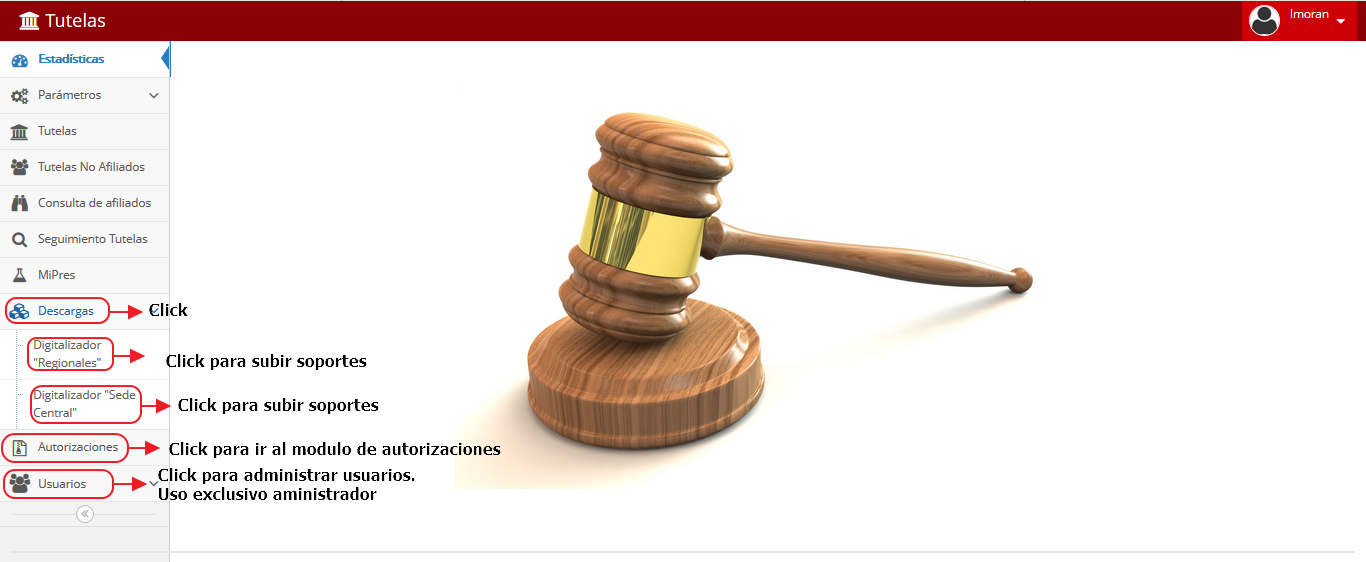 Tutelas
lmoran
Estadísticas
Parámetros
Tutelas
Tutelas No Afiliados
Consulta de afiliados
Seguimiento Tutelas
MiPres
Descargas
Click
Digitalizador
"Regionales"
Click para subir soportes
Digitalizador "Sede
Central"
Click para subir soportes
Autorizaciones
Click para ir al modulo de autorizaciones
Usuarios
Click para administrar usuarios.
Uso exclusivo aministrador